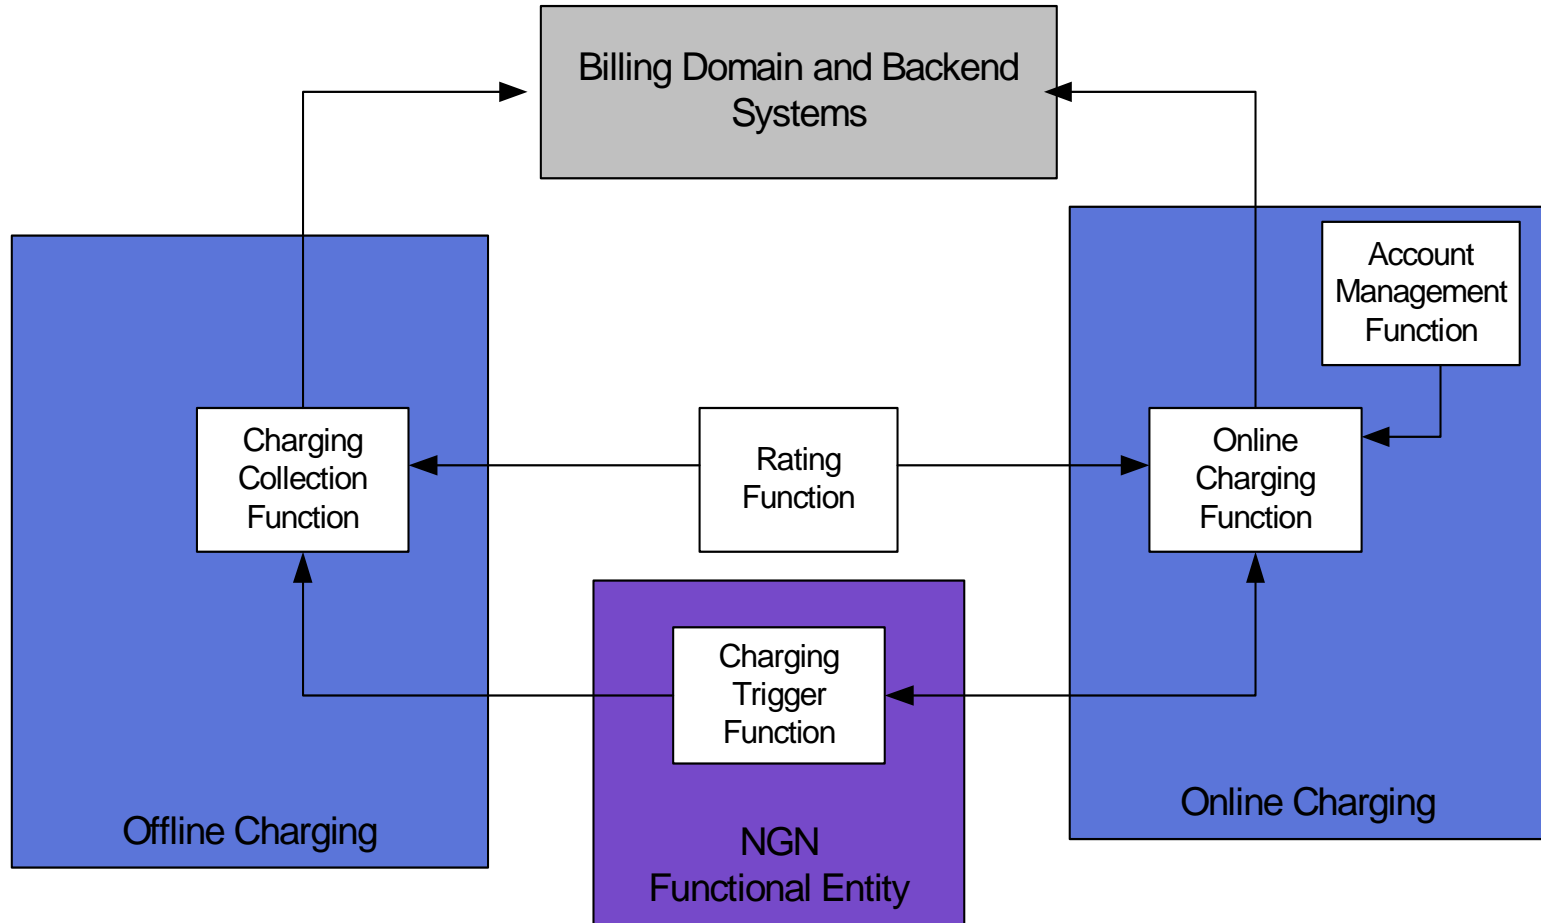 Billing Domain and Backend
Systems
Account
Management
Function
Charging
Collection
Function
Rating
Function
Online
Charging
Function
Charging
Trigger
Function
Offline Charging
NGN
Functional Entity
Online Charging